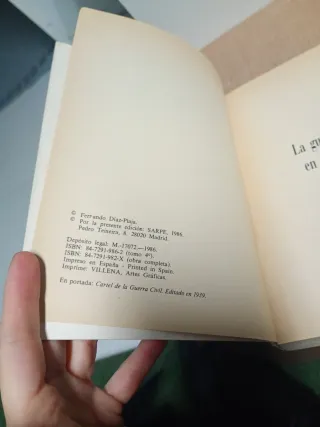 © Fernando Díaz-Plaja.
© Por la presente edición: SARPE, 1986.
Pedro Teixeira, 8. 28020 Madrid.
Depósito legal: M.-17072.—1986.
ISBN: 84-7291-986-2 (tomo 4º).
ISBN: 84-7291-982-X (obra completa).
Impreso en España - Printed in Spain.
Imprime: VILLENA, Artes Gráficas.
En portada: Cartel de la Guerra Civil. Editado en 1939.
La gu
en